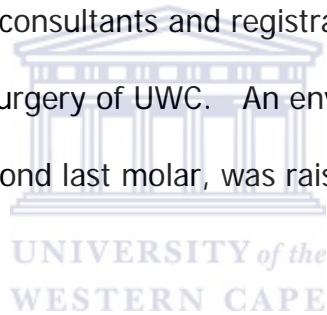 consultants and registra
urgery of UWC. An env
ond last molar, was rais
UNIVERSITY of the
WESTERN CAPE